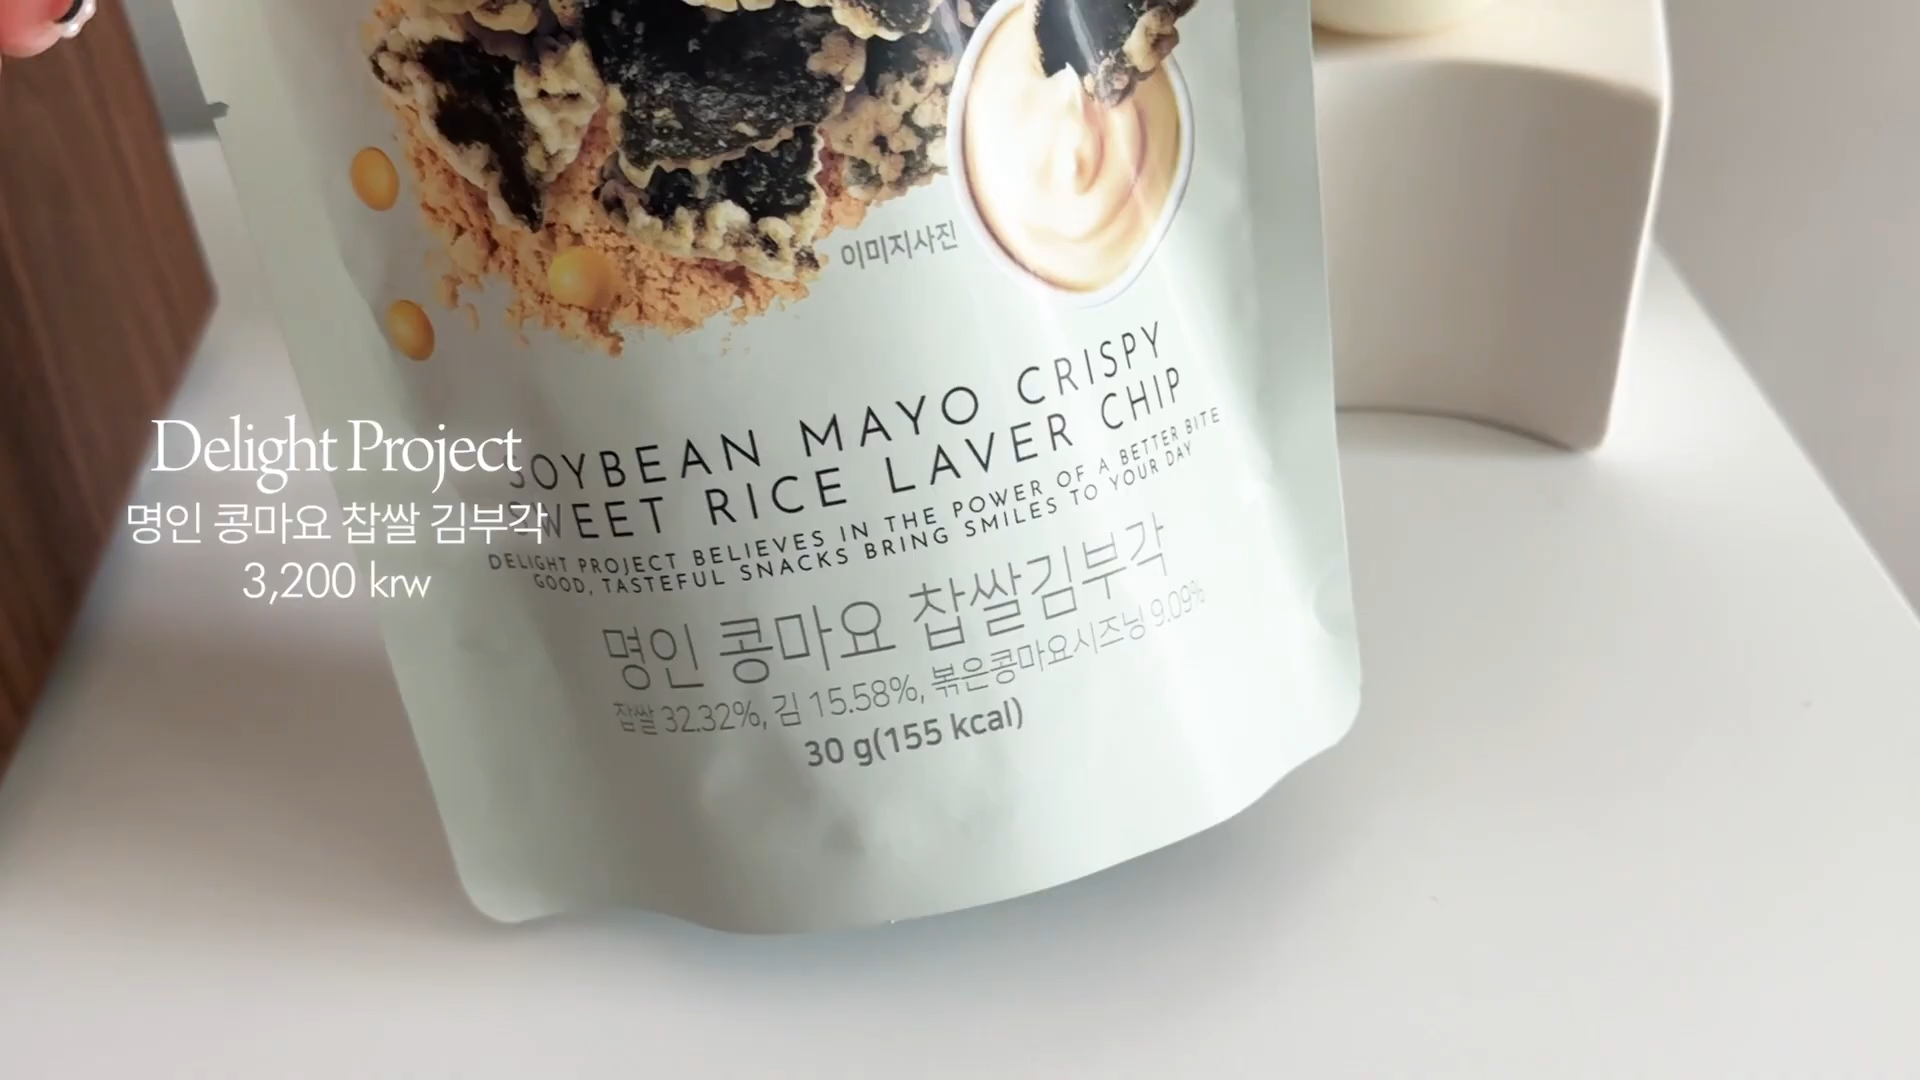 이미지사진
SOYBEAN MAYO CRISPY
SWEET RICE LAVER CHIP
DELIGHT PROJECT BELIEVES IN THE POWER OF A BETTER BITE
GOOD, TASTEFUL SNACKS BRING SMILES TO YOUR DAY
명인 콩마요 찹쌀김부각
찹쌀 32.32%, 김 15.58%, 볶은콩마요시즈닝 9.09%
30 g(155 kcal)
Delight Project
명인 콩마요 찹쌀 김부각
3,200 krw